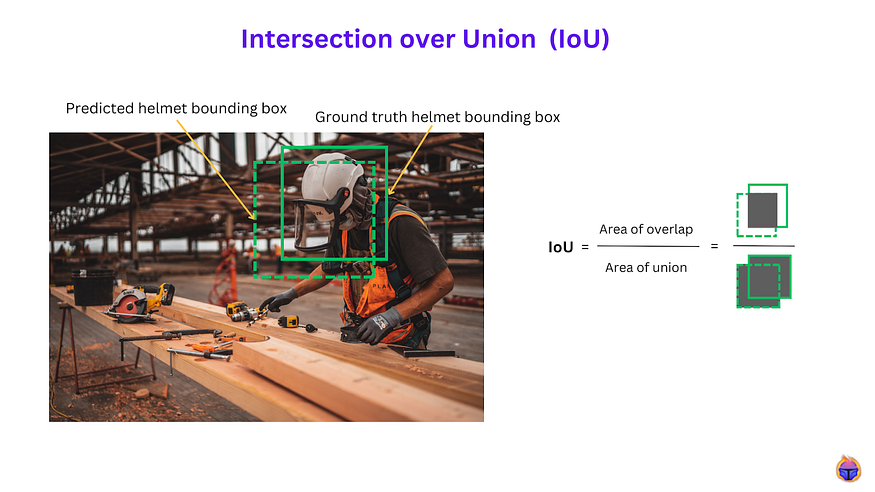 Intersection over Union (IoU)
Predicted helmet bounding box
Ground truth helmet bounding box
Area of overlap
IoU = =
Area of union